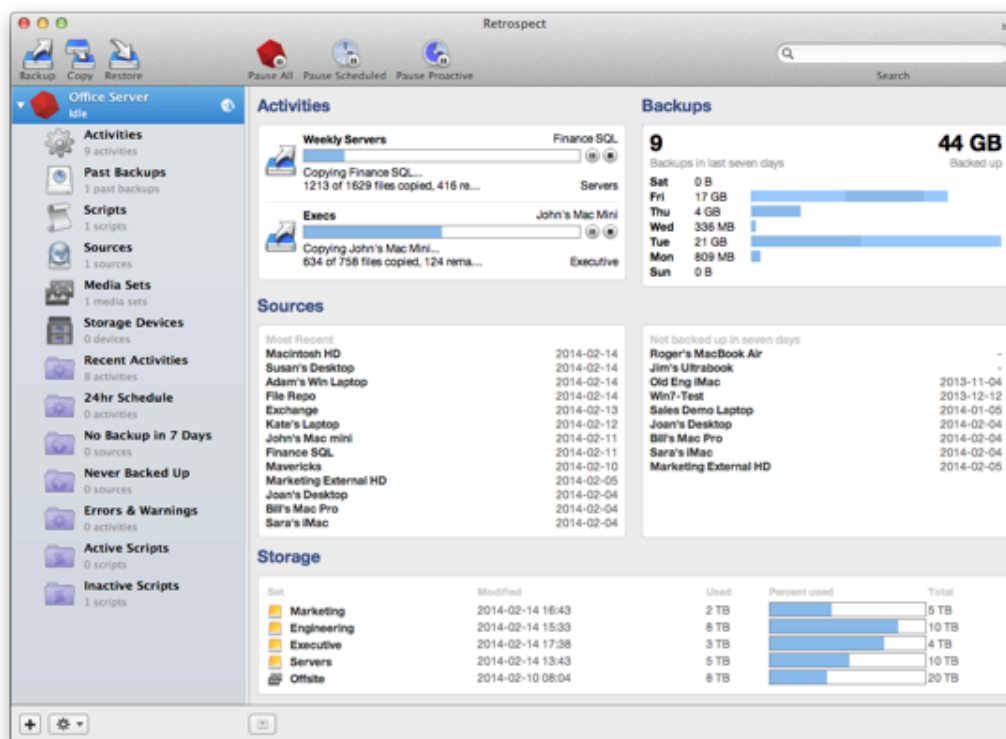 Retrospect
Backup Copy Restore Pause All Pause Scheduled Pause Proactive Search
Office Server
Idle
Activities
9 activities
Past Backups
1 past backups
Scripts
1 scripts
Sources
1 sources
Media Sets
1 media sets
Storage Devices
0 devices
Recent Activities
8 activities
24hr Schedule
0 activities
No Backup in 7 Days
0 sources
Never Backed Up
0 sources
Errors & Warnings
0 activities
Active Scripts
0 scripts
Inactive Scripts
1 scripts
Activities
Weekly Servers Finance SQL
Copying Finance SQL...
1213 of 1629 files copied, 416 re... Servers
Execs John's Mac Mini
Copying John's Mac Mini...
634 of 758 files copied, 124 rema... Executive
Backups
9 44 GB
Backups in last seven days Backed up
Sat 0 B
Fri 17 GB
Thu 4 GB
Wed 336 MB
Tue 21 GB
Mon 809 MB
Sun 0 B
Sources
Most Recent
Macintosh HD 2014-02-14
Susan's Desktop 2014-02-14
Adam's Win Laptop 2014-02-14
File Repo 2014-02-14
Exchange 2014-02-13
Kate's Laptop 2014-02-12
John's Mac mini 2014-02-11
Finance SQL 2014-02-11
Mavericks 2014-02-10
Marketing External HD 2014-02-05
Joan's Desktop 2014-02-04
Bill's Mac Pro 2014-02-04
Sara's iMac 2014-02-04
Not backed up in seven days
Roger's MacBook Air -
Jim's Ultrabook -
Old Eng iMac 2013-11-04
Win7-Test 2013-12-12
Sales Demo Laptop 2014-01-05
Joan's Desktop 2014-02-04
Bill's Mac Pro 2014-02-04
Sara's iMac 2014-02-04
Marketing External HD 2014-02-05
Storage
Set Modified Used Percent used Total
Marketing 2014-02-14 16:43 2 TB 5 TB
Engineering 2014-02-14 15:33 8 TB 10 TB
Executive 2014-02-14 17:38 3 TB 4 TB
Servers 2014-02-14 13:43 5 TB 10 TB
Offsite 2014-02-10 08:04 8 TB 20 TB